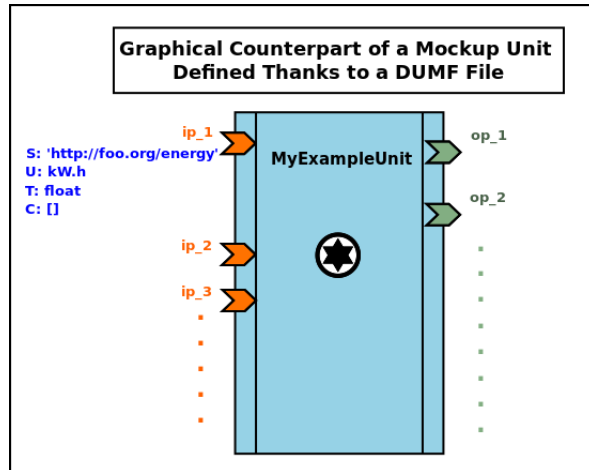 Graphical Counterpart of a Mockup Unit
Defined Thanks to a DUMF File
ip_1
S: 'http://foo.org/energy'
U: kW.h
T: float
C: []
MyExampleUnit
op_1
op_2
ip_2
ip_3